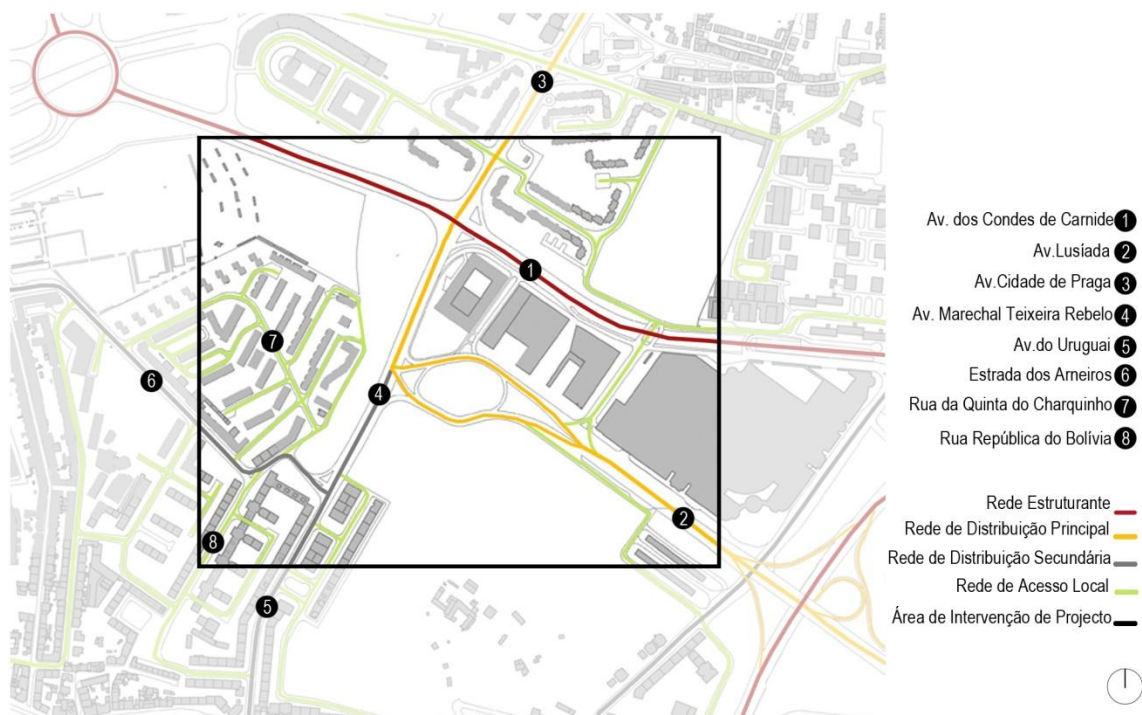 3
1
7
6
4
2
8
5
Av. dos Condes de Carnide 1
Av.Lusíada 2
Av.Cidade de Praga 3
Av. Marechal Teixeira Rebelo 4
Av.do Uruguai 5
Estrada dos Arneiros 6
Rua da Quinta do Charquinho 7
Rua República do Bolívia 8
Rede Estruturante
Rede de Distribuição Principal
Rede de Distribuição Secundária
Rede de Acesso Local
Área de Intervenção de Projecto